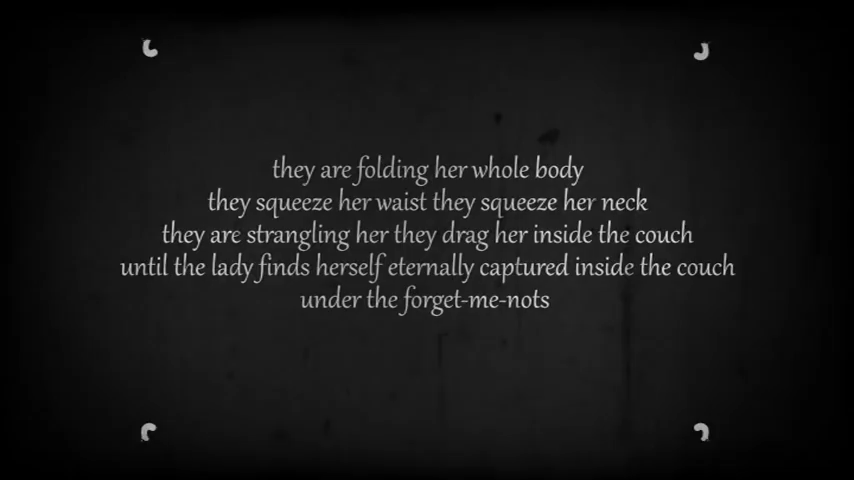 they are folding her whole body
they squeeze her waist they squeeze her neck
they are strangling her they drag her inside the couch
until the lady finds herself eternally captured inside the couch
under the forget-me-nots